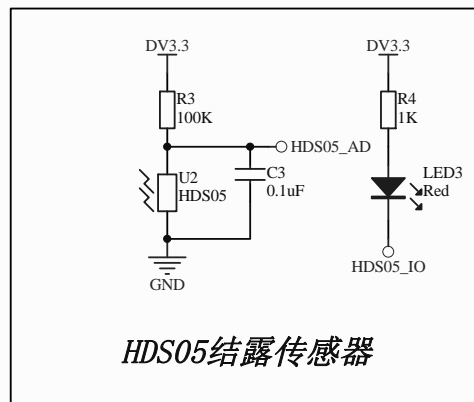 DV3.3
R3
100K
HDS05_AD
U2
HDS05
C3
0.1uF
GND
DV3.3
R4
1K
LED3
Red
HDS05_IO
HDS05结露传感器